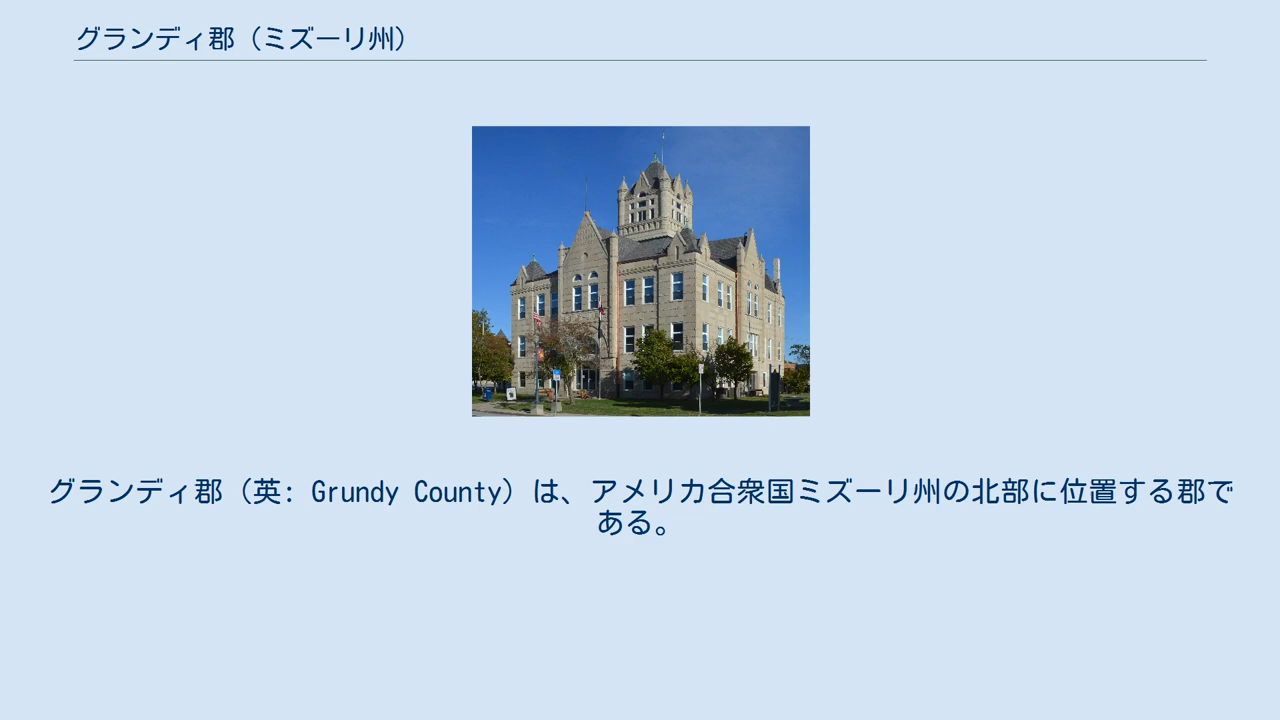 グランディ郡（ミズーリ州）
グランディ郡（英: Grundy County）は、アメリカ合衆国ミズーリ州の北部に位置する郡で
ある。